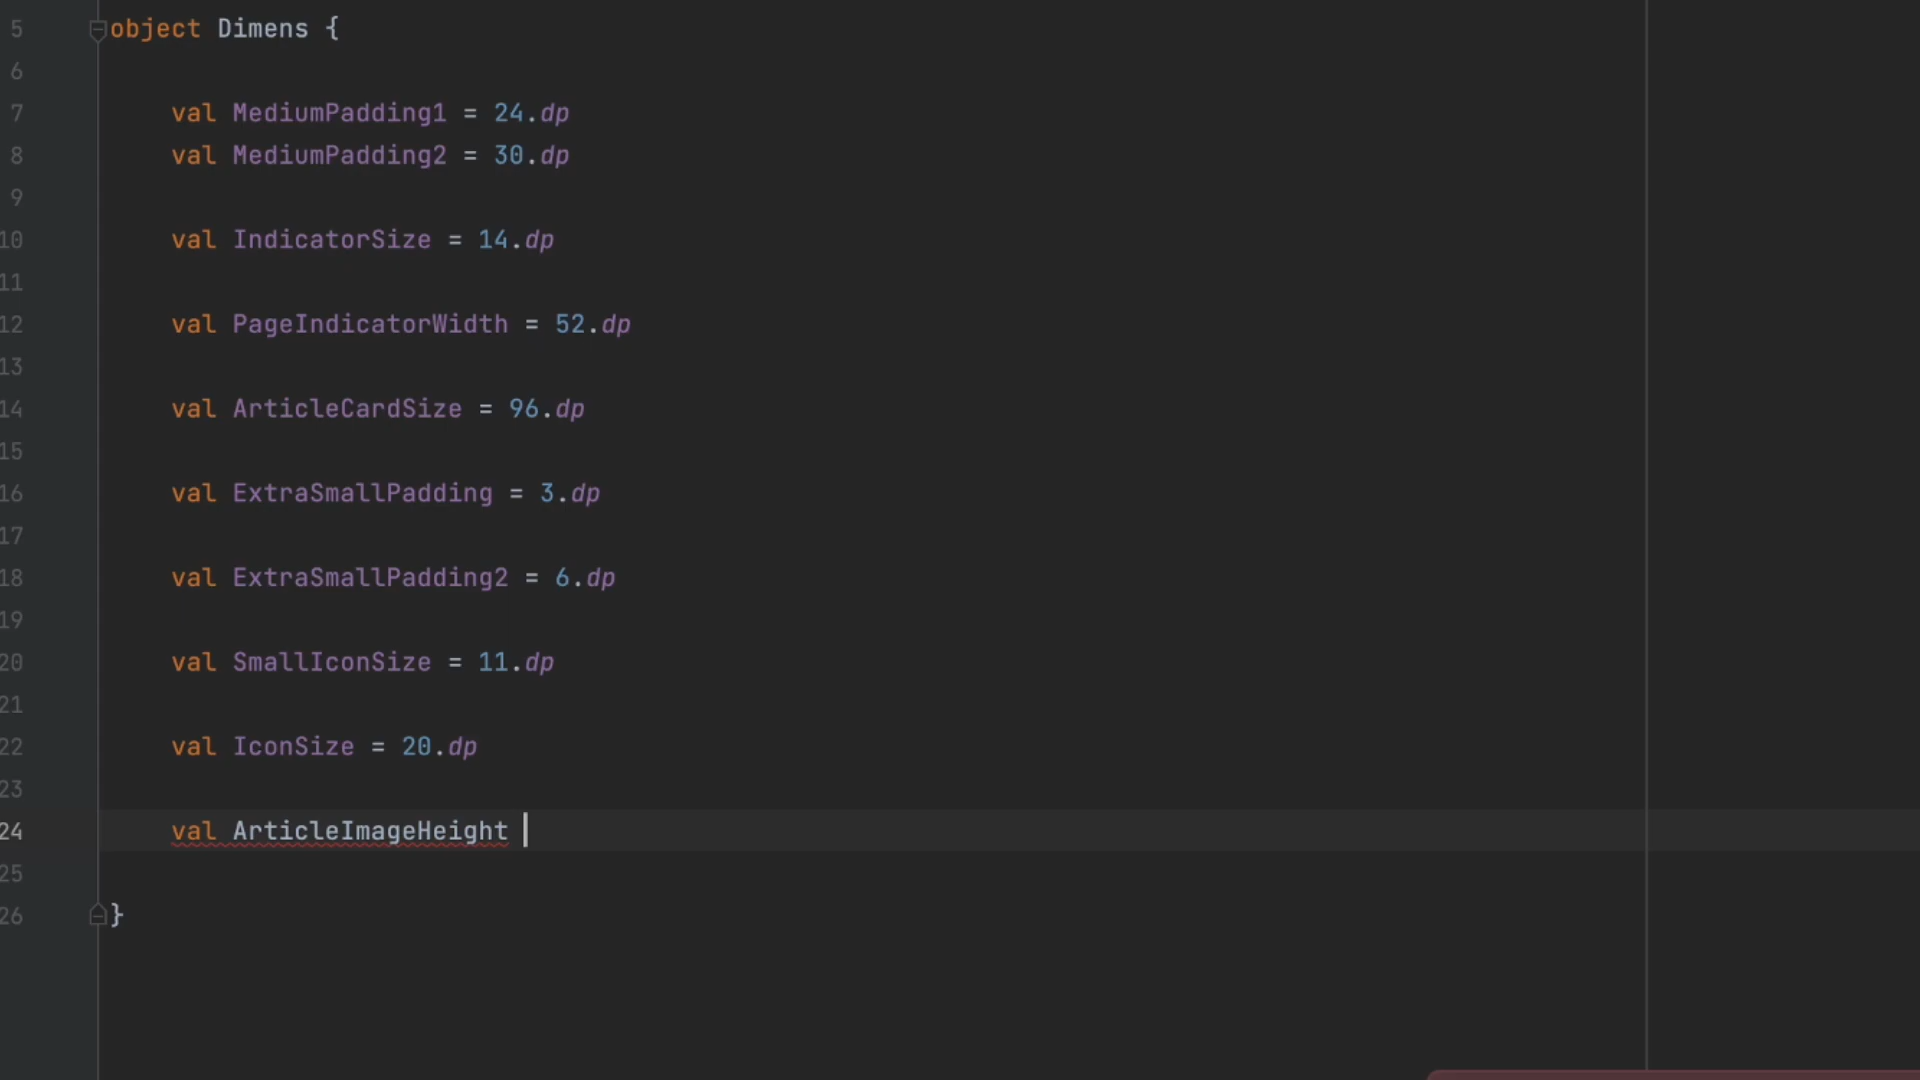 5 object Dimens {
6
7 val MediumPadding1 = 24.dp
8 val MediumPadding2 = 30.dp
9
10 val IndicatorSize = 14.dp
11
12 val PageIndicatorWidth = 52.dp
13
14 val ArticleCardSize = 96.dp
15
16 val ExtraSmallPadding = 3.dp
17
18 val ExtraSmallPadding2 = 6.dp
19
20 val SmallIconSize = 11.dp
21
22 val IconSize = 20.dp
23
24 val ArticleImageHeight
25
26 }